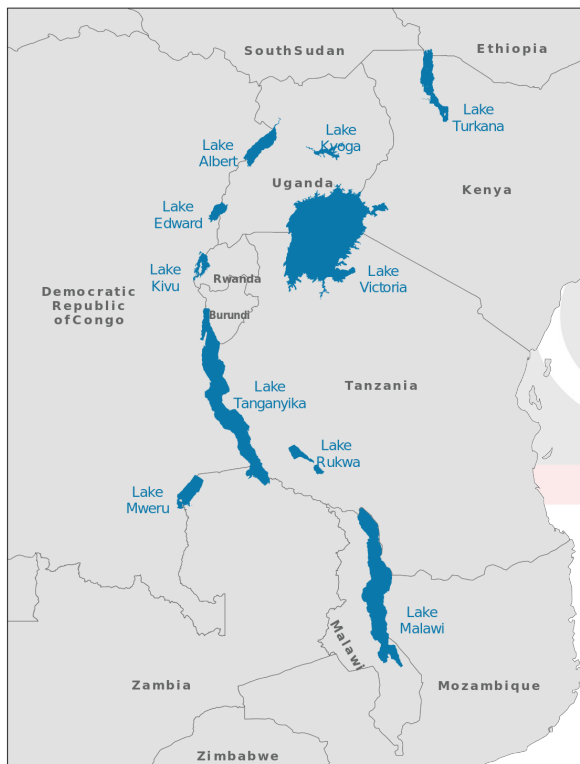 SouthSudan
Ethiopia
Lake
Turkana
Lake
Kyoga
Lake
Albert
Uganda
Kenya
Lake
Edward
Lake
Kivu
Rwanda
Lake
Victoria
Democratic
Republic
ofCongo
Burundi
Tanzania
Lake
Tanganyika
Lake
Rukwa
Lake
Mweru
Lake
Malawi
Malawi
Zambia
Mozambique
Zimbabwe